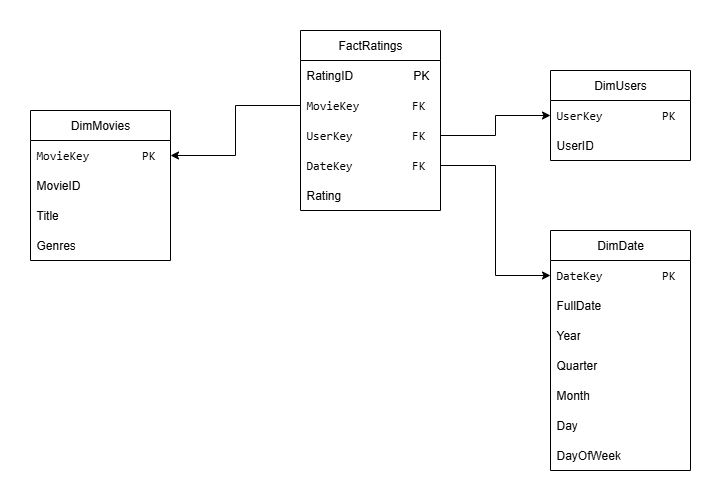 FactRatings
RatingID PK
MovieKey FK
UserKey FK
DateKey FK
Rating
DimMovies
MovieKey PK
MovieID
Title
Genres
DimUsers
UserKey PK
UserID
DimDate
DateKey PK
FullDate
Year
Quarter
Month
Day
DayOfWeek